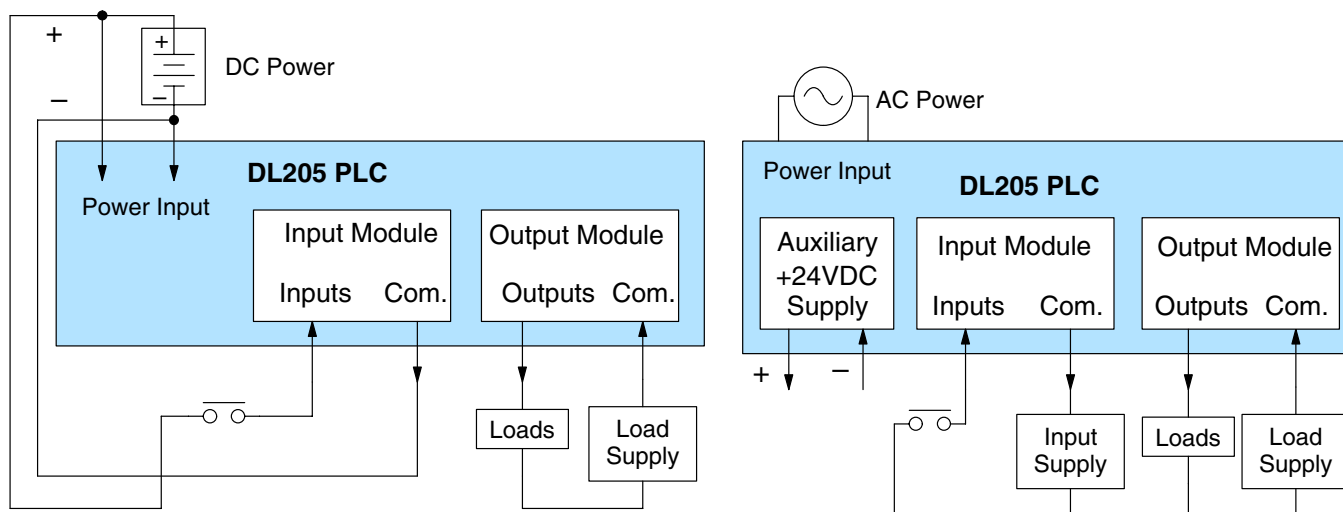 +
–
+
–
DC Power
DL205 PLC
Power Input
Input Module
Inputs Com.
Output Module
Outputs Com.
Loads
Load
Supply
AC Power
Power Input
DL205 PLC
Auxiliary
+24VDC
Supply
Input Module
Inputs Com.
Output Module
Outputs Com.
+
–
Input
Supply
Loads
Load
Supply